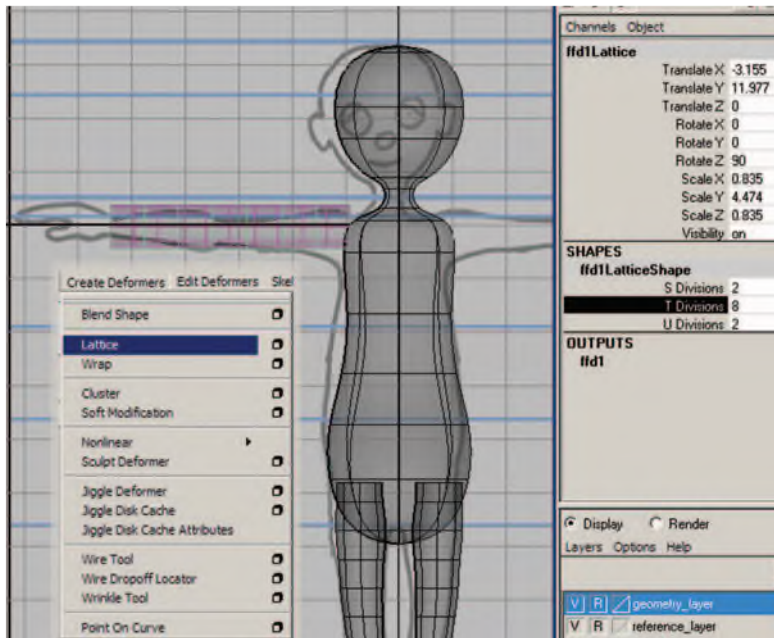 Channels Object
ffd1Lattice
Translate X -3.155
Translate Y 11.977
Translate Z 0
Rotate X 0
Rotate Y 0
Rotate Z 90
Scale X 0.835
Scale Y 4.474
Scale Z 0.835
Visibility on
SHAPES
ffd1LatticeShape
S Divisions 2
T Divisions 8
U Divisions 2
OUTPUTS
ffd1
Create Deformers Edit Deformers Skel
Blend Shape
Lattice
Wrap
Cluster
Soft Modification
Nonlinear
Sculpt Deformer
Jiggle Deformer
Jiggle Disk Cache
Jiggle Disk Cache Attributes
Wire Tool
Wire Dropoff Locator
Wrinkle Tool
Point On Curve
Display Render
Layers Options Help
V R geometry_layer
V R reference_layer